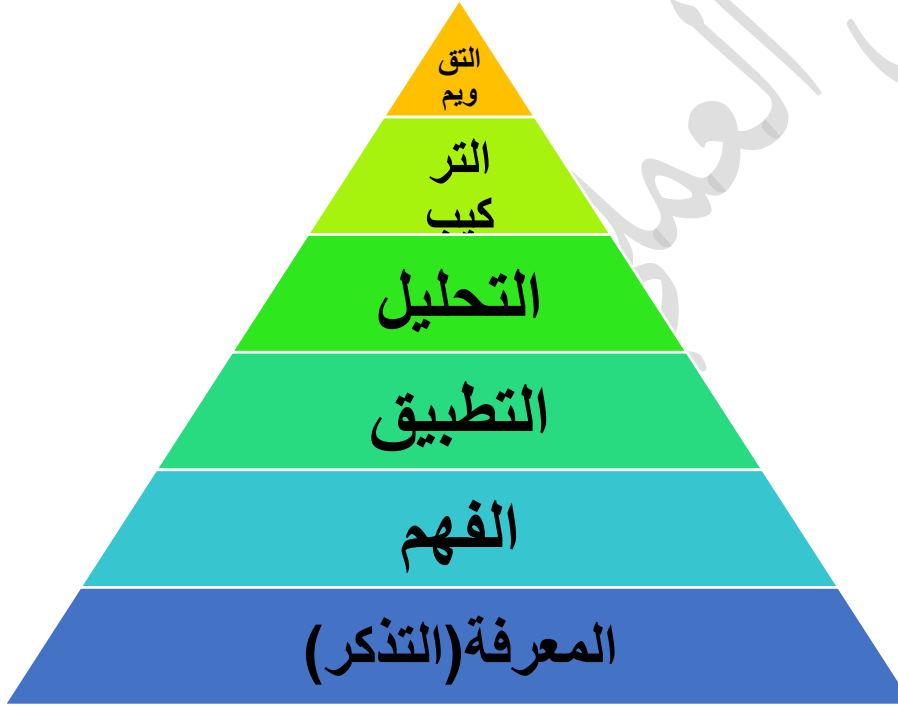 التق
ويم
التر
كيب
التحليل
التطبيق
الفهم
المعرفة(التذكر)